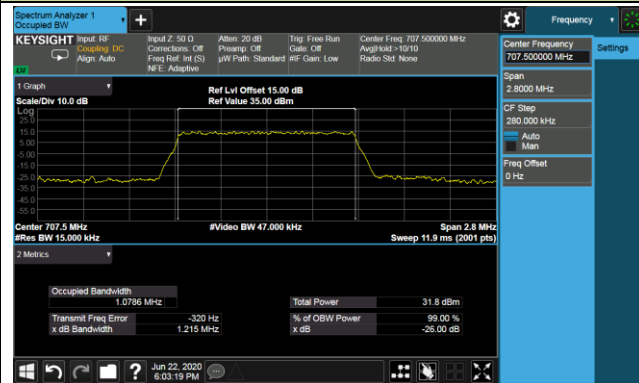 Spectrum Analyzer 1
Occupied BW
+
Frequency
KEYSIGHT
Input: RF
Coupling: DC
Align: Auto
LXI
Input Z: 50 Ω
Corrections: Off
Freq Ref: Int (S)
NFE: Adaptive
Atten: 20 dB
Preamp: Off
µW Path: Standard
Trig: Free Run
Gate: Off
#IF Gain: Low
Center Freq: 707.500000 MHz
Avg|Hold:>10/10
Radio Std: None
Center Frequency
707.500000 MHz
Settings
Span
2.8000 MHz
CF Step
280.000 kHz
Auto
Man
Freq Offset
0 Hz
1 Graph
Scale/Div 10.0 dB
Ref Lvl Offset 15.00 dB
Ref Value 35.00 dBm
Log
25.0
15.0
5.00
-5.00
-15.0
-25.0
-35.0
-45.0
-55.0
Center 707.5 MHz
#Res BW 15.000 kHz
#Video BW 47.000 kHz
Span 2.8 MHz
Sweep 11.9 ms (2001 pts)
2 Metrics
Occupied Bandwidth
1.0786 MHz
Total Power 31.8 dBm
Transmit Freq Error -320 Hz
% of OBW Power 99.00 %
x dB Bandwidth 1.215 MHz
x dB -26.00 dB
?
Jun 22, 2020
6:03:19 PM